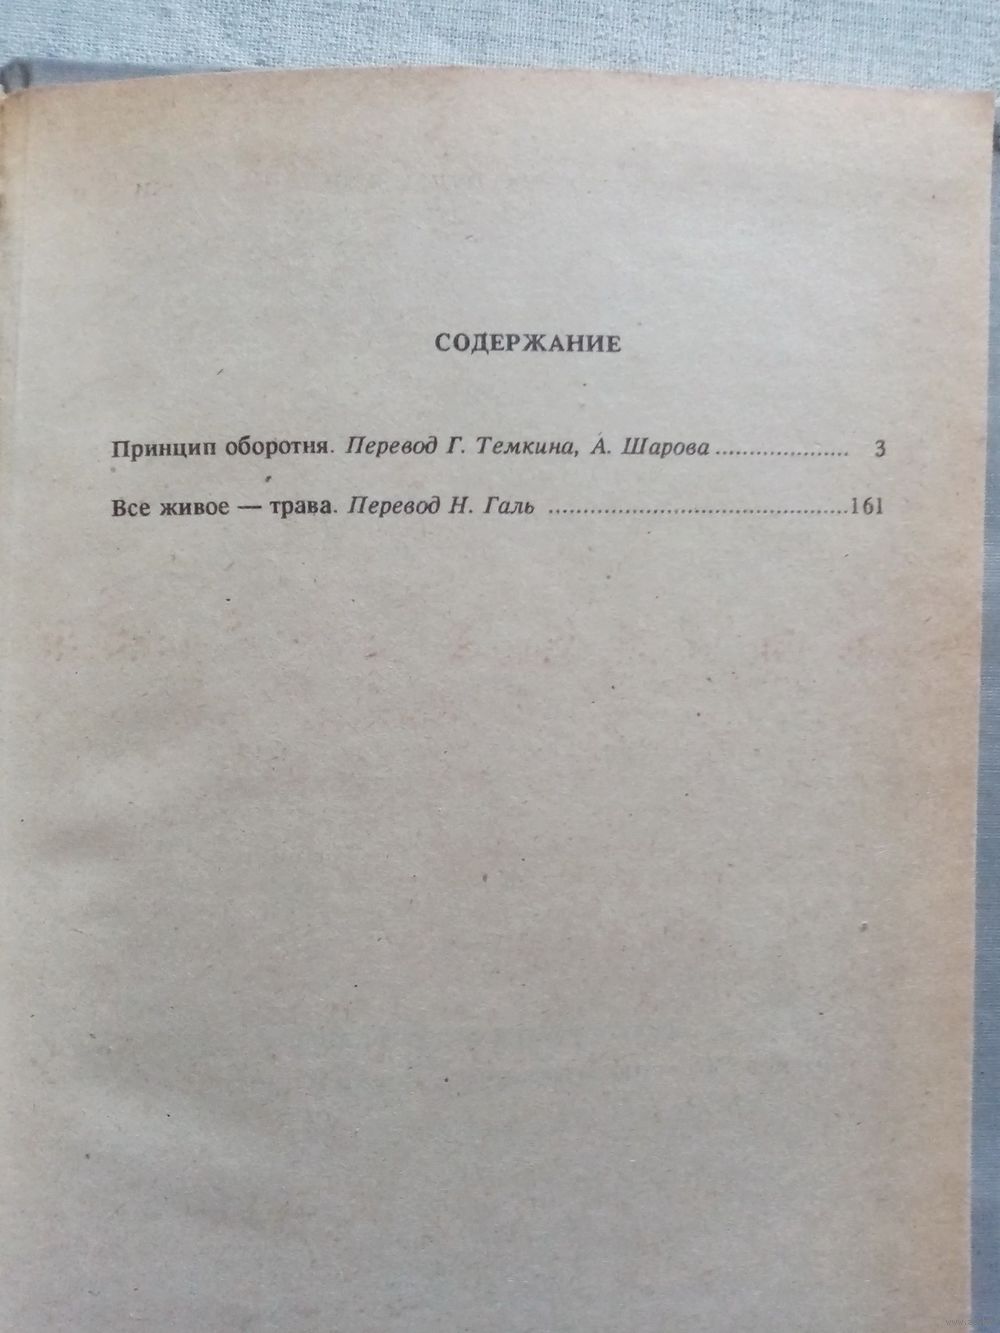 СОДЕРЖАНИЕ
Принцип оборотня. Перевод Г. Темкина, А. Шарова .................... 3
Все живое — трава. Перевод Н. Галь ...........................................161